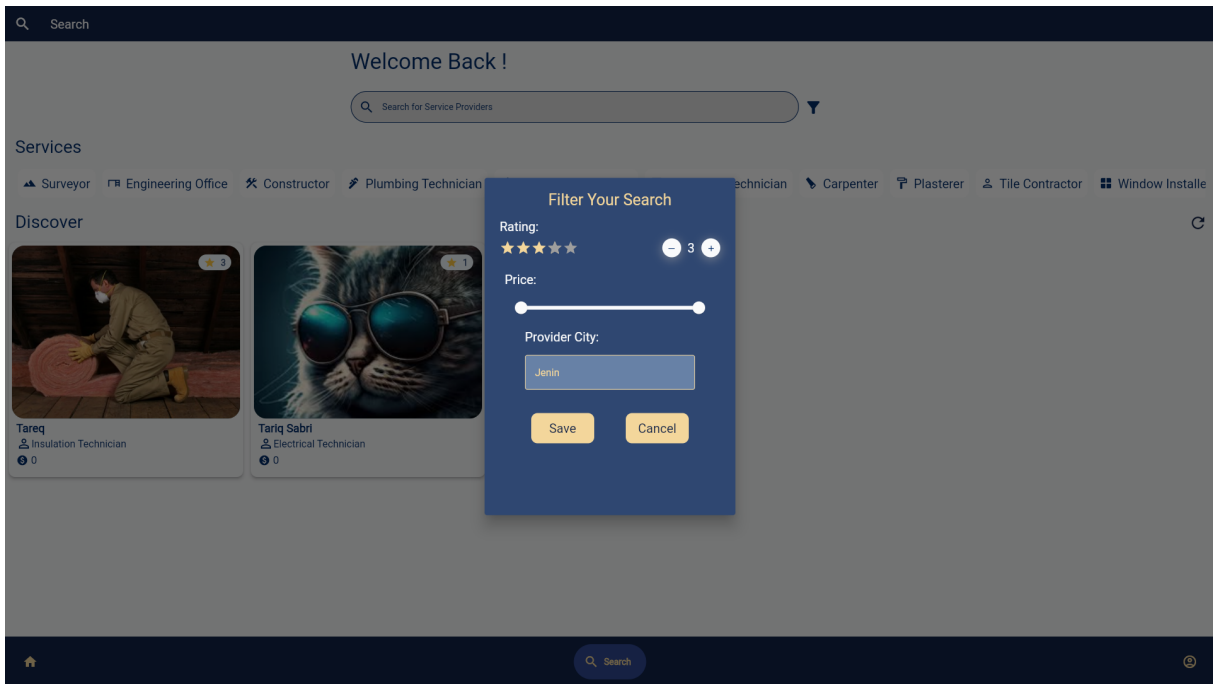 Search
Welcome Back !
Search for Service Providers
Services
Surveyor Engineering Office Constructor Plumbing Technician echnician Carpenter Plasterer Tile Contractor Window Installe
Filter Your Search
Rating:
3
Price:
Provider City:
Jenin
Save Cancel
Discover
3
1
Tareq
Insulation Technician
0
Tariq Sabri
Electrical Technician
0
Search